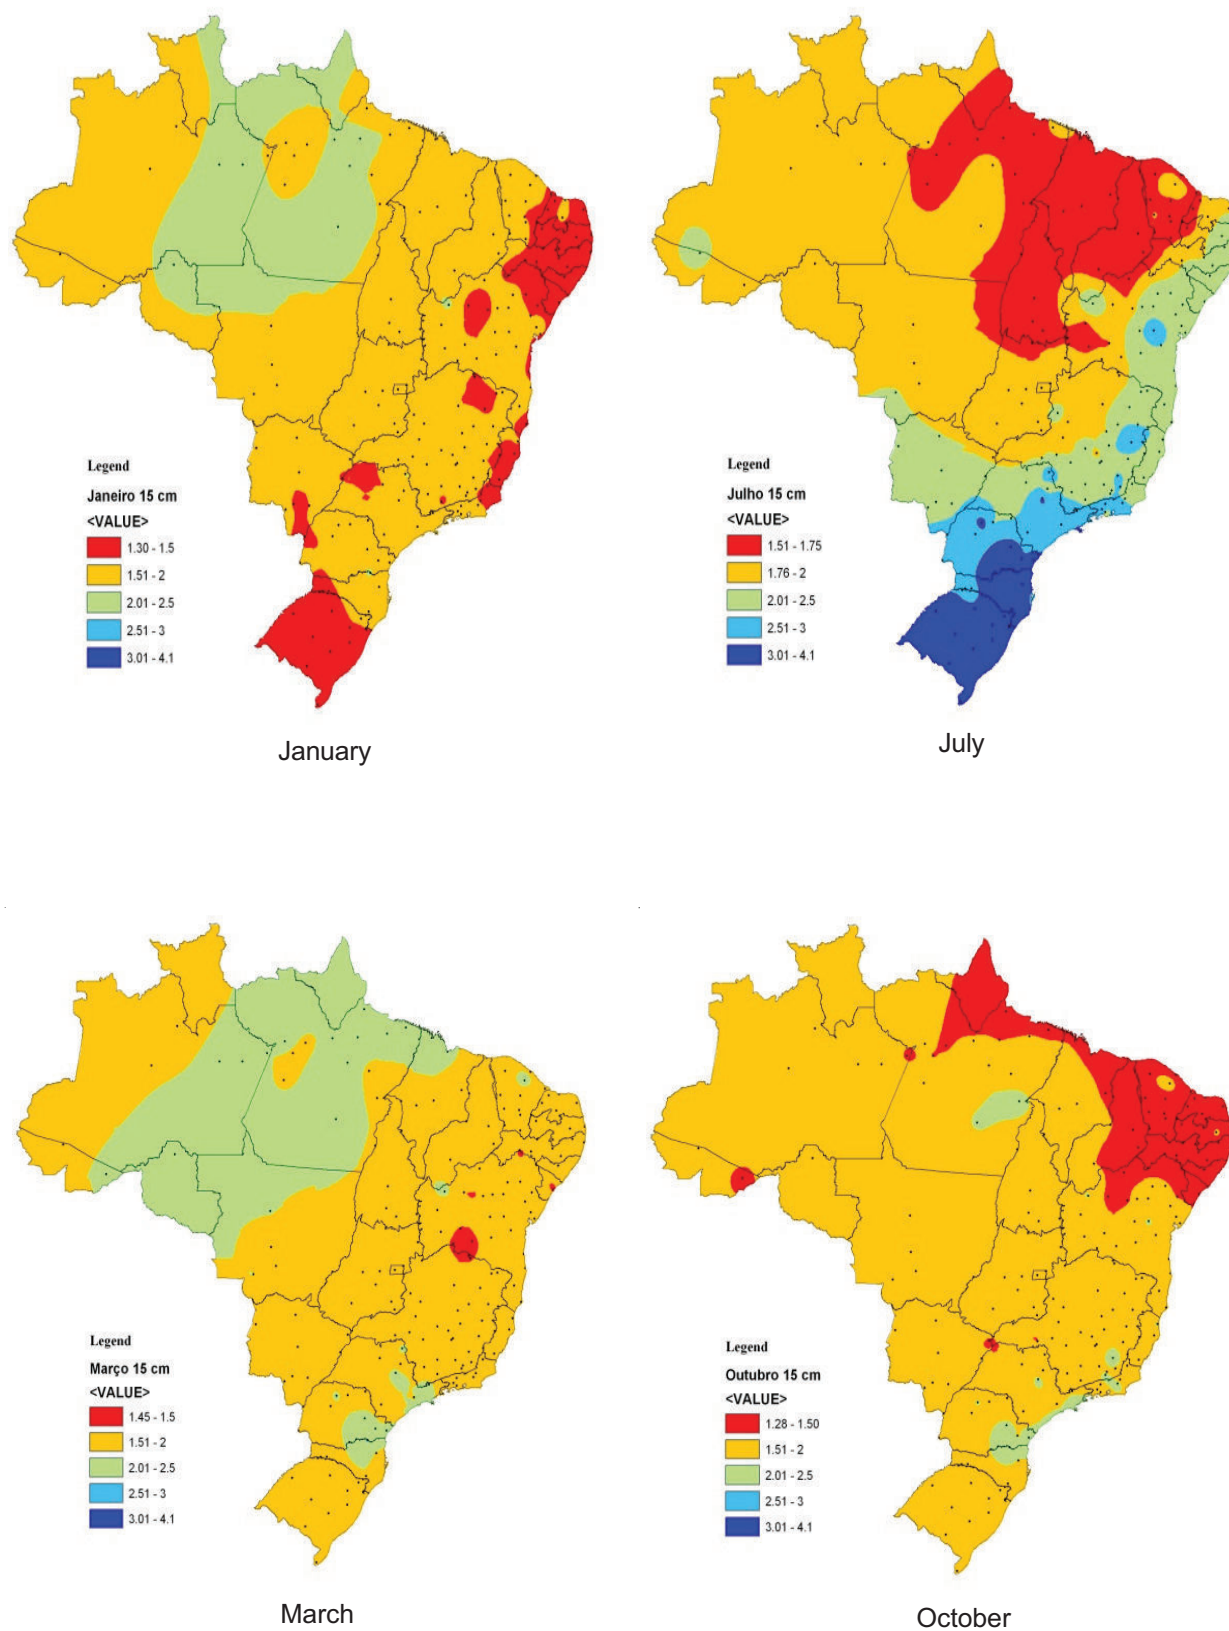 Legend
Janeiro 15 cm
<VALUE>
1.30 - 1.5
1.51 - 2
2.01 - 2.5
2.51 - 3
3.01 - 4.1
January
Legend
Julho 15 cm
<VALUE>
1.51 - 1.75
1.76 - 2
2.01 - 2.5
2.51 - 3
3.01 - 4.1
July
Legend
Março 15 cm
<VALUE>
1.45 - 1.5
1.51 - 2
2.01 - 2.5
2.51 - 3
3.01 - 4.1
March
Legend
Outubro 15 cm
<VALUE>
1.28 - 1.50
1.51 - 2
2.01 - 2.5
2.51 - 3
3.01 - 4.1
October